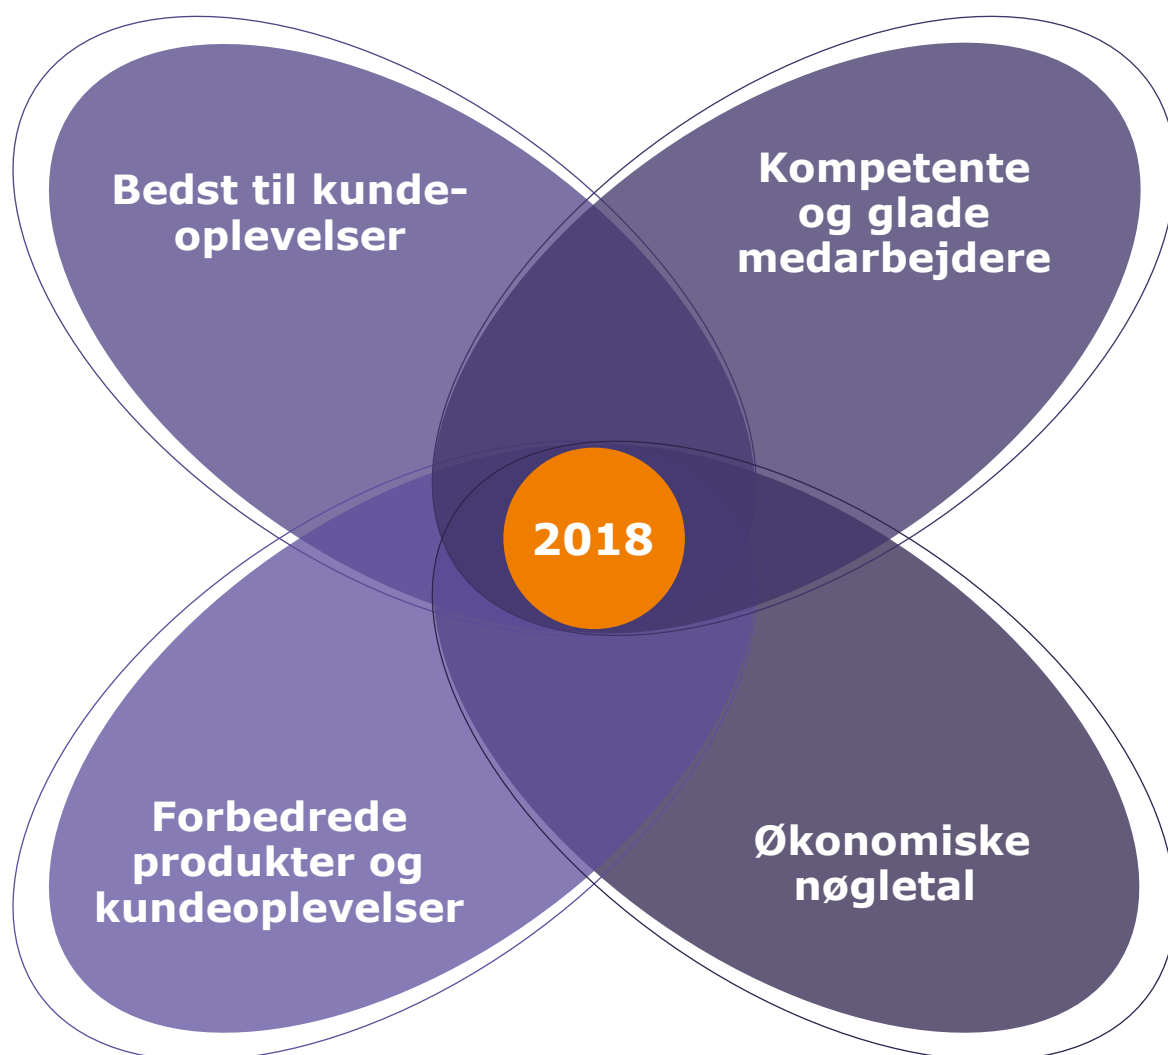 Bedst til kunde-
oplevelser
Kompetente
og glade
medarbejdere
2018
Forbedrede
produkter og
kundeoplevelser
Økonomiske
nøgletal